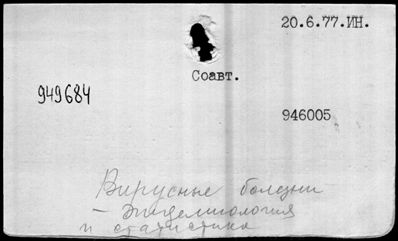 20.6.77.ИН.
Соавт.
949684
946005
Вирусные болезни
- эпидемиология
и статистика